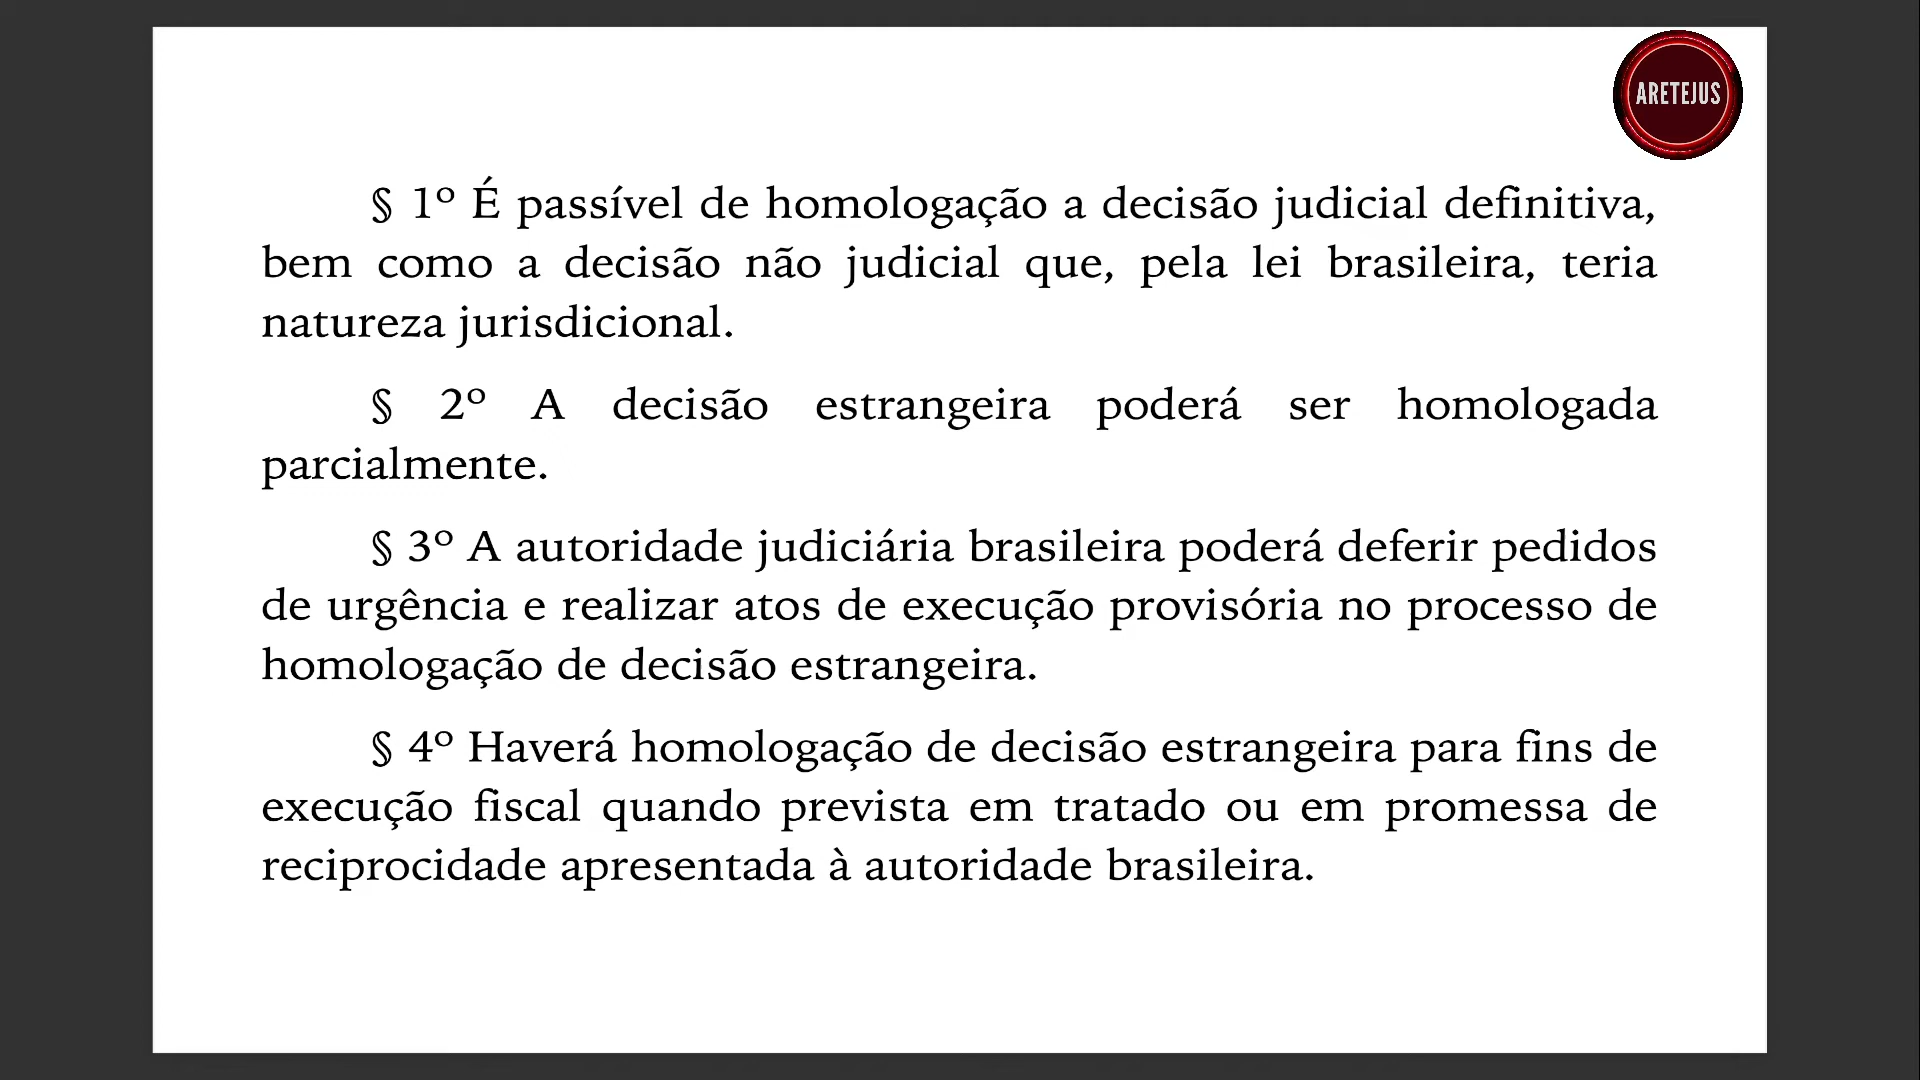 ARETEJUS
§ 1º É passível de homologação a decisão judicial definitiva,
bem como a decisão não judicial que, pela lei brasileira, teria
natureza jurisdicional.
§ 2º A decisão estrangeira poderá ser homologada
parcialmente.
§ 3º A autoridade judiciária brasileira poderá deferir pedidos
de urgência e realizar atos de execução provisória no processo de
homologação de decisão estrangeira.
§ 4º Haverá homologação de decisão estrangeira para fins de
execução fiscal quando prevista em tratado ou em promessa de
reciprocidade apresentada à autoridade brasileira.